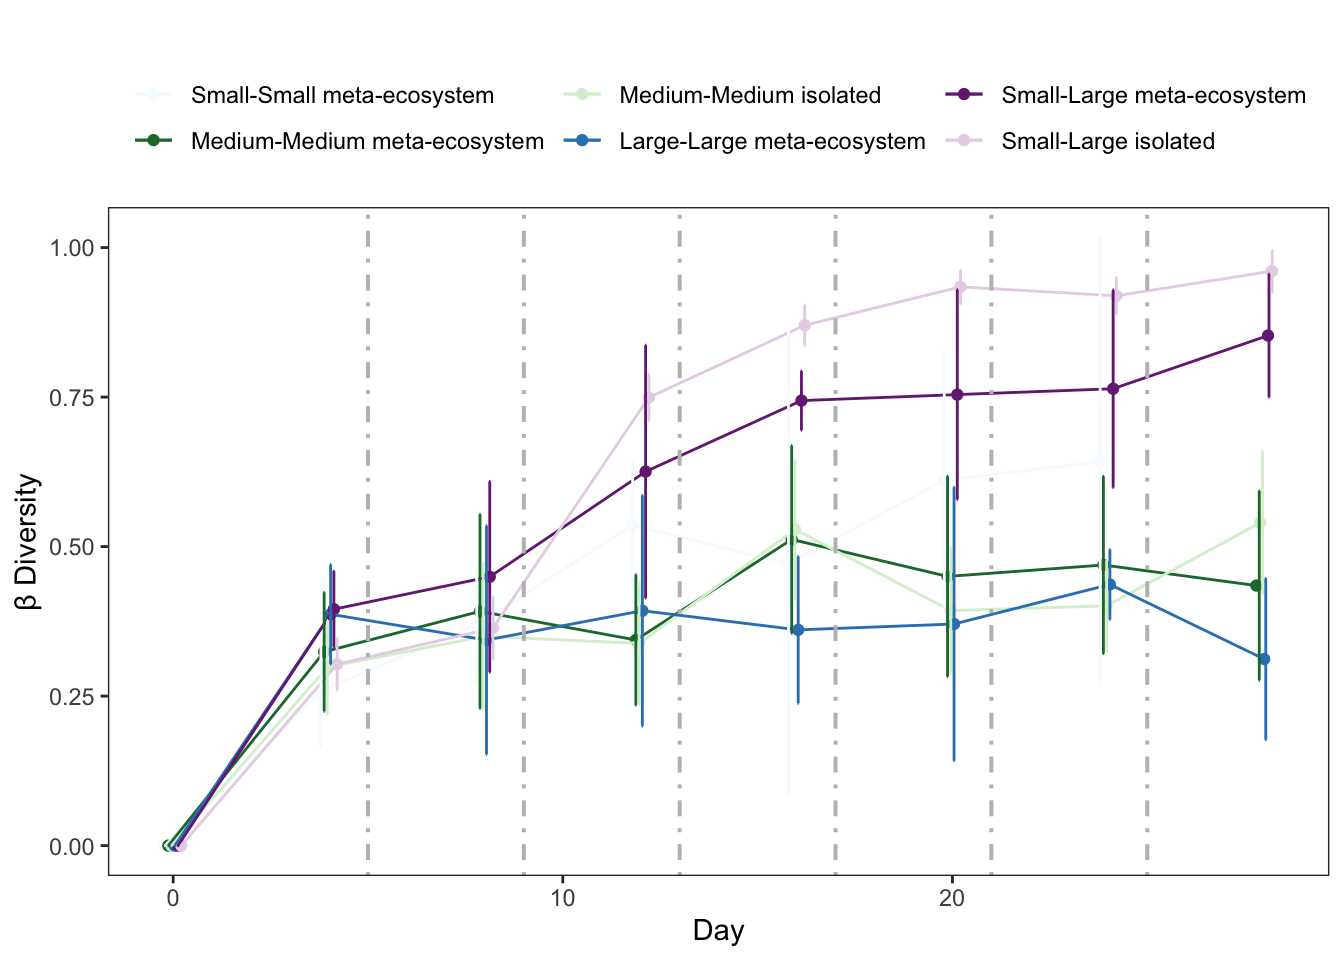 Small-Small meta-ecosystem
Medium-Medium isolated
Small-Large meta-ecosystem
Medium-Medium meta-ecosystem
Large-Large meta-ecosystem
Small-Large isolated
1.00
0.75
0.50
0.25
0.00
β Diversity
0
10
20
Day